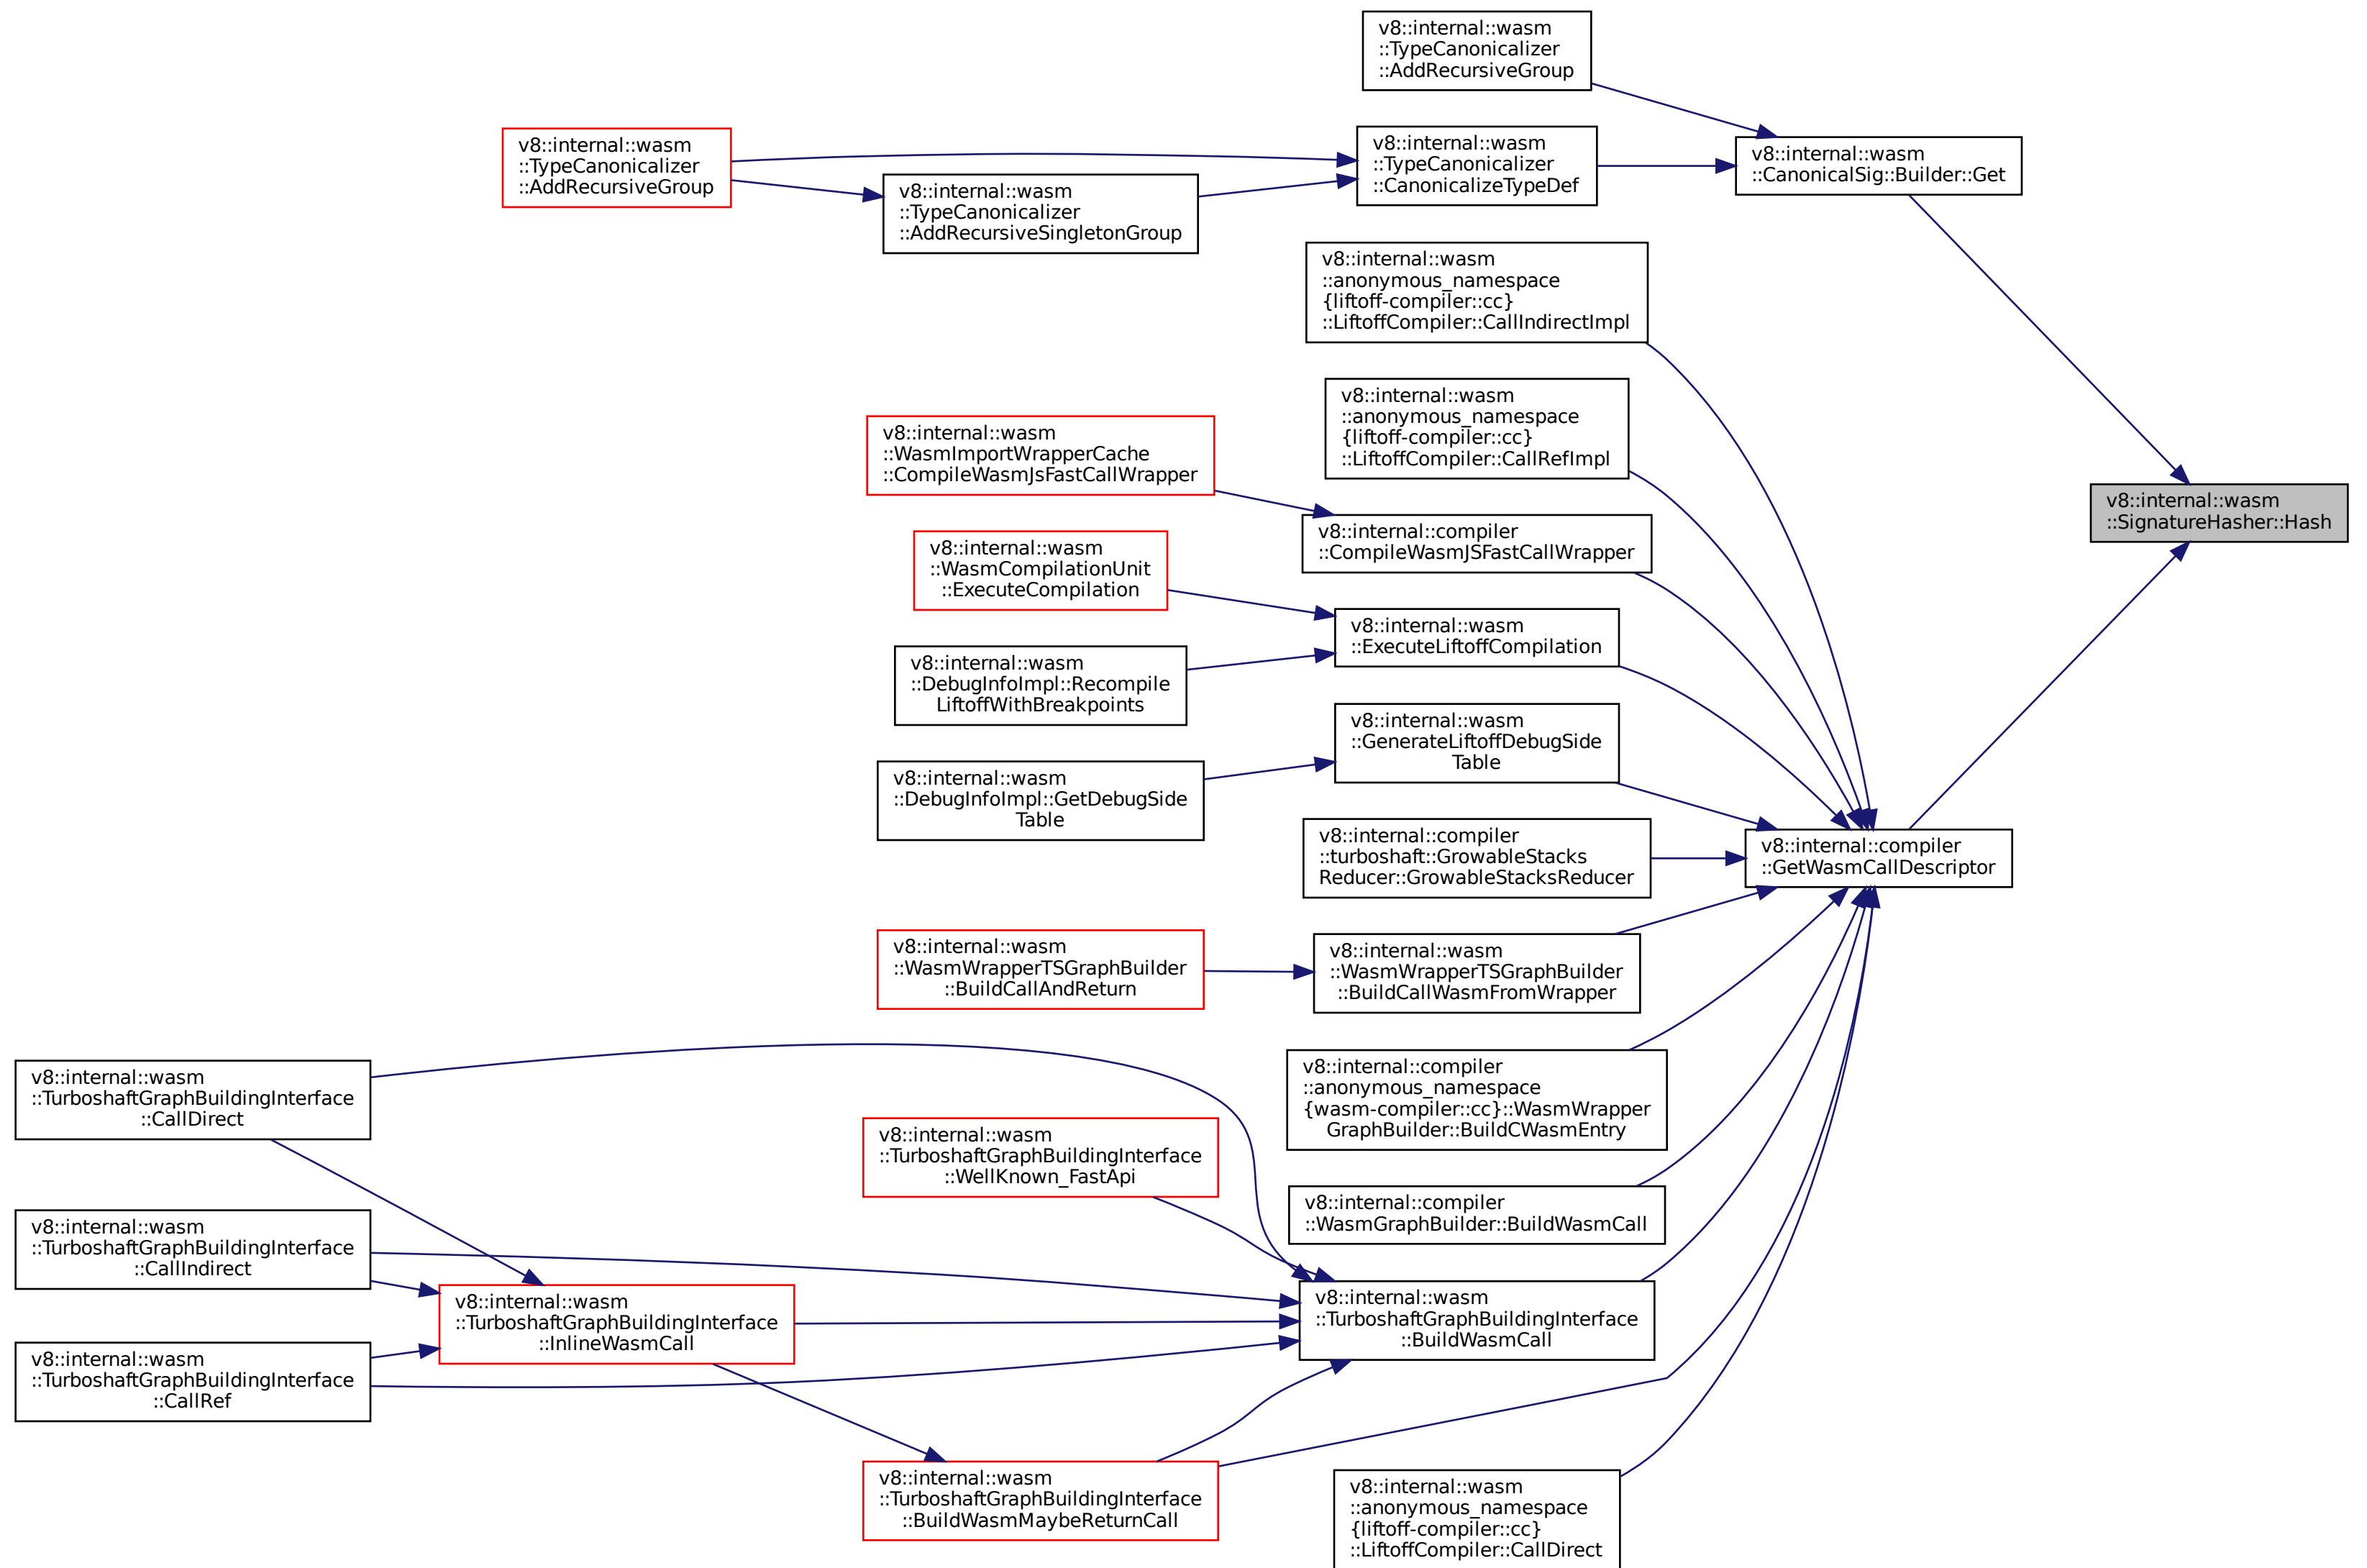 v8::internal::wasm
::TypeCanonicalizer
::AddRecursiveGroup
v8::internal::wasm
::TypeCanonicalizer
::AddRecursiveGroup
v8::internal::wasm
::TypeCanonicalizer
::CanonicalizeTypeDef
v8::internal::wasm
::CanonicalSig::Builder::Get
v8::internal::wasm
::TypeCanonicalizer
::AddRecursiveSingletonGroup
v8::internal::wasm
::anonymous_namespace
{liftoff-compiler::cc}
::LiftoffCompiler::CallIndirectImpl
v8::internal::wasm
::anonymous_namespace
{liftoff-compiler::cc}
::LiftoffCompiler::CallRefImpl
v8::internal::wasm
::WasmImportWrapperCache
::CompileWasmJsFastCallWrapper
v8::internal::wasm
::SignatureHasher::Hash
v8::internal::compiler
::CompileWasmJSFastCallWrapper
v8::internal::wasm
::WasmCompilationUnit
::ExecuteCompilation
v8::internal::wasm
::ExecuteLiftoffCompilation
v8::internal::wasm
::DebugInfoImpl::Recompile
LiftoffWithBreakpoints
v8::internal::wasm
::GenerateLiftoffDebugSide
Table
v8::internal::wasm
::DebugInfoImpl::GetDebugSide
Table
v8::internal::compiler
::turboshaft::GrowableStacks
Reducer::GrowableStacksReducer
v8::internal::compiler
::GetWasmCallDescriptor
v8::internal::wasm
::WasmWrapperTSGraphBuilder
::BuildCallAndReturn
v8::internal::wasm
::WasmWrapperTSGraphBuilder
::BuildCallWasmFromWrapper
v8::internal::compiler
::anonymous_namespace
{wasm-compiler::cc}::WasmWrapper
GraphBuilder::BuildCWasmEntry
v8::internal::wasm
::TurboshaftGraphBuildingInterface
::CallDirect
v8::internal::wasm
::TurboshaftGraphBuildingInterface
::WellKnown_FastApi
v8::internal::compiler
::WasmGraphBuilder::BuildWasmCall
v8::internal::wasm
::TurboshaftGraphBuildingInterface
::CallIndirect
v8::internal::wasm
::TurboshaftGraphBuildingInterface
::InlineWasmCall
v8::internal::wasm
::TurboshaftGraphBuildingInterface
::BuildWasmCall
v8::internal::wasm
::TurboshaftGraphBuildingInterface
::CallRef
v8::internal::wasm
::TurboshaftGraphBuildingInterface
::BuildWasmMaybeReturnCall
v8::internal::wasm
::anonymous_namespace
{liftoff-compiler::cc}
::LiftoffCompiler::CallDirect